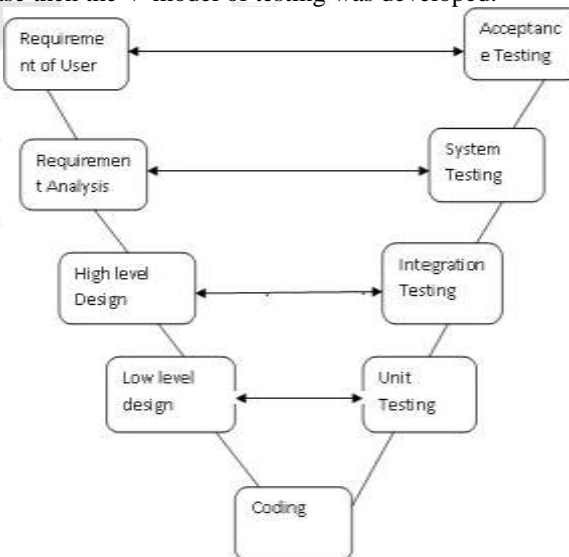 then the V model of testing was developed.
Requireme
nt of User
Acceptanc
e Testing
Requiremen
t Analysis
System
Testing
High level
Design
Integration
Testing
Low level
design
Unit
Testing
Coding